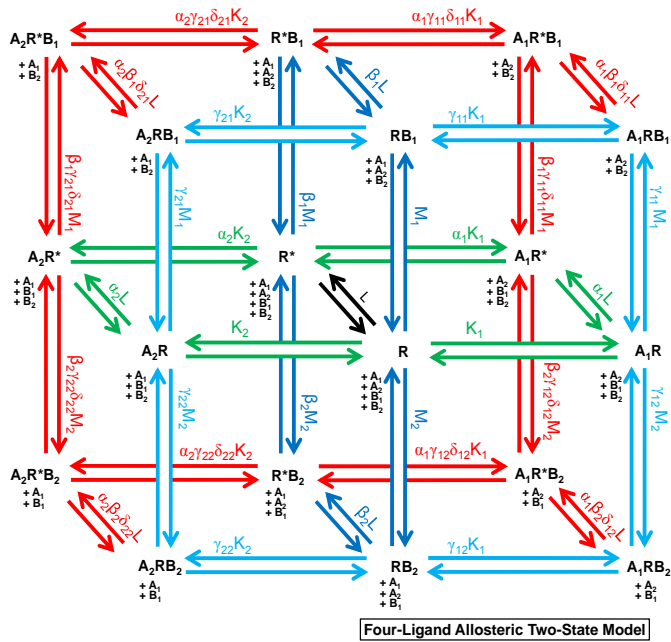 α₂γ₂₁δ₂₁K₂
α₁γ₁₁δ₁₁K₁
A₂R*B₁
R*B₁
A₁R*B₁
+ A₁
+ B₂
+ A₁
+ A₂
+ B₂
+ A₂
+ B₂
α₂β₁δ₂₁L
β₁L
α₁β₁δ₁₁L
γ₂₁K₂
γ₁₁K₁
A₂RB₁
RB₁
A₁RB₁
+ A₁
+ B₂
+ A₁
+ A₂
+ B₂
+ A₂
+ B₂
β₁γ₂₁δ₂₁M₁
γ₂₁M₁
β₁M₁
M₁
β₁γ₁₁δ₁₁M₁
γ₁₁M₁
α₂K₂
α₁K₁
A₂R*
R*
A₁R*
+ A₁
+ B₁
+ B₂
+ A₁
+ A₂
+ B₁
+ B₂
+ A₂
+ B₁
+ B₂
α₂L
L
α₁L
K₂
K₁
A₂R
R
A₁R
+ A₁
+ B₁
+ B₂
+ A₁
+ A₂
+ B₁
+ B₂
+ A₂
+ B₁
+ B₂
β₂γ₂₂δ₂₂M₂
γ₂₂M₂
β₂M₂
M₂
β₂γ₁₂δ₁₂M₂
γ₁₂M₂
α₂γ₂₂δ₂₂K₂
α₁γ₁₂δ₁₂K₁
A₂R*B₂
R*B₂
A₁R*B₂
+ A₁
+ B₁
+ A₁
+ A₂
+ B₁
+ A₂
+ B₁
α₂β₂δ₂₂L
β₂L
α₁β₂δ₁₂L
γ₂₂K₂
γ₁₂K₁
A₂RB₂
RB₂
A₁RB₂
+ A₁
+ B₁
+ A₁
+ A₂
+ B₁
+ A₂
+ B₁
Four-Ligand Allosteric Two-State Model